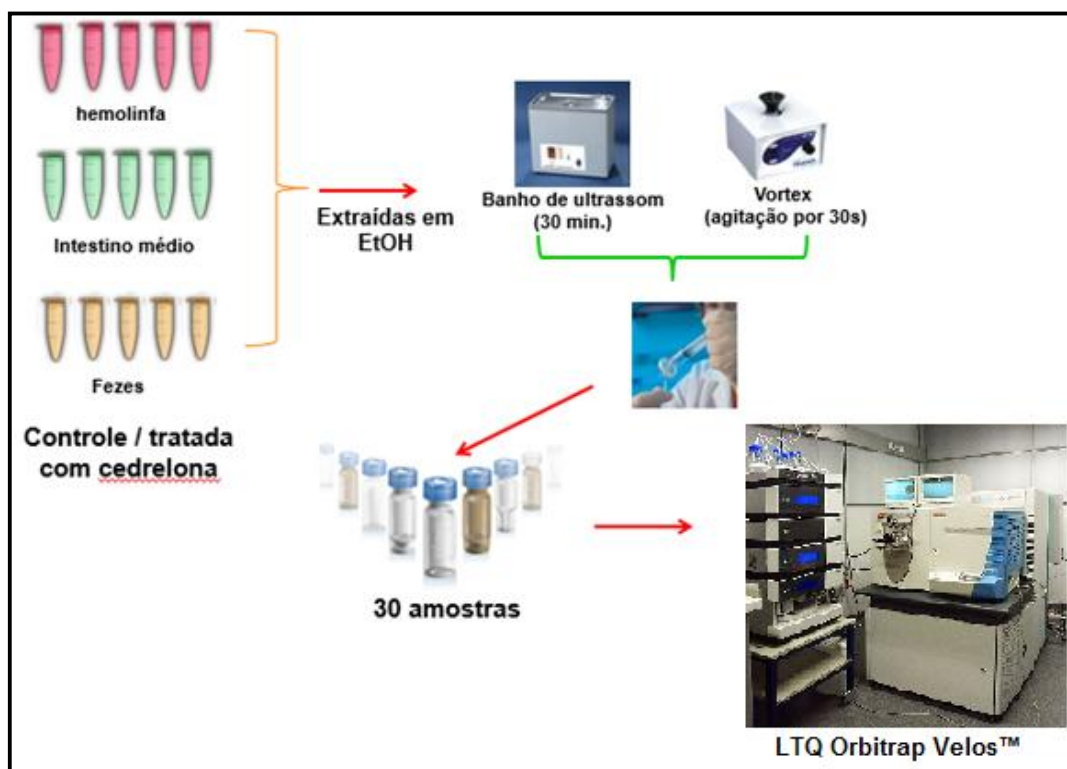 hemolinfa
Intestino médio
Fezes
Controle / tratada
com cedrelona
Extraídas em
EtOH
Banho de ultrassom
(30 min.)
Vortex
(agitação por 30s)
30 amostras
LTQ Orbitrap Velos™